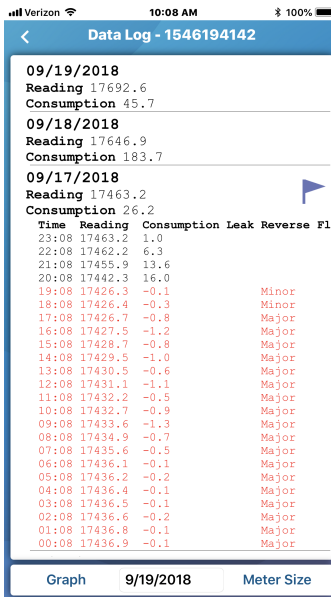 Verizon 10:08 AM 100%
Data Log - 1546194142
09/19/2018
Reading 17692.6
Consumption 45.7
09/18/2018
Reading 17646.9
Consumption 183.7
09/17/2018
Reading 17463.2
Consumption 26.2
Time Reading Consumption Leak Reverse Fl
23:08 17463.2 1.0
22:08 17462.2 6.3
21:08 17455.9 13.6
20:08 17442.3 16.0
19:08 17426.3 -0.1 Minor
18:08 17426.4 -0.3 Minor
17:08 17426.7 -0.8 Major
16:08 17427.5 -1.2 Major
15:08 17428.7 -0.8 Major
14:08 17429.5 -1.0 Major
13:08 17430.5 -0.6 Major
12:08 17431.1 -1.1 Major
11:08 17432.2 -0.5 Major
10:08 17432.7 -0.9 Major
09:08 17433.6 -1.3 Major
08:08 17434.9 -0.7 Major
07:08 17435.6 -0.5 Major
06:08 17436.1 -0.1 Major
05:08 17436.2 -0.2 Major
04:08 17436.4 -0.1 Major
03:08 17436.5 -0.1 Major
02:08 17436.6 -0.2 Major
01:08 17436.8 -0.1 Major
00:08 17436.9 -0.1 Major
Graph 9/19/2018 Meter Size